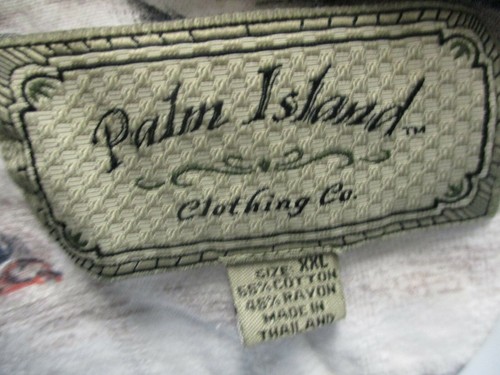 Palm Island™
Clothing Co.
SIZE: XXL
55% COTTON
45% RAYON
MADE IN
THAILAND